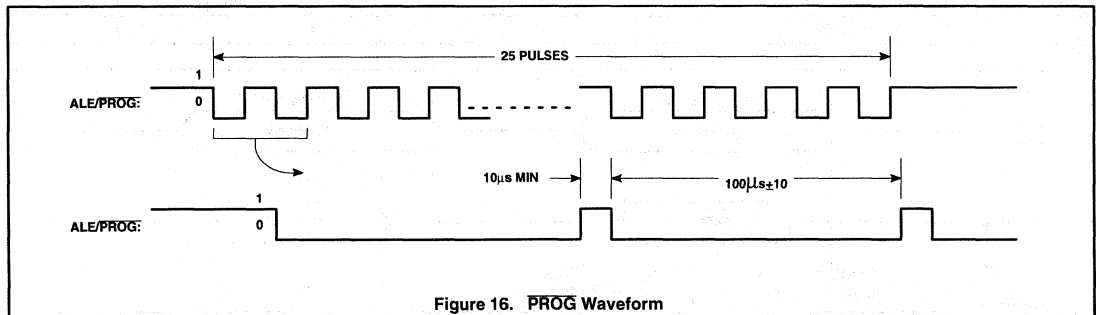 25 PULSES
1
ALE/PROG: 0
10μs MIN
100μs±10
1
ALE/PROG: 0
Figure 16. PROG Waveform